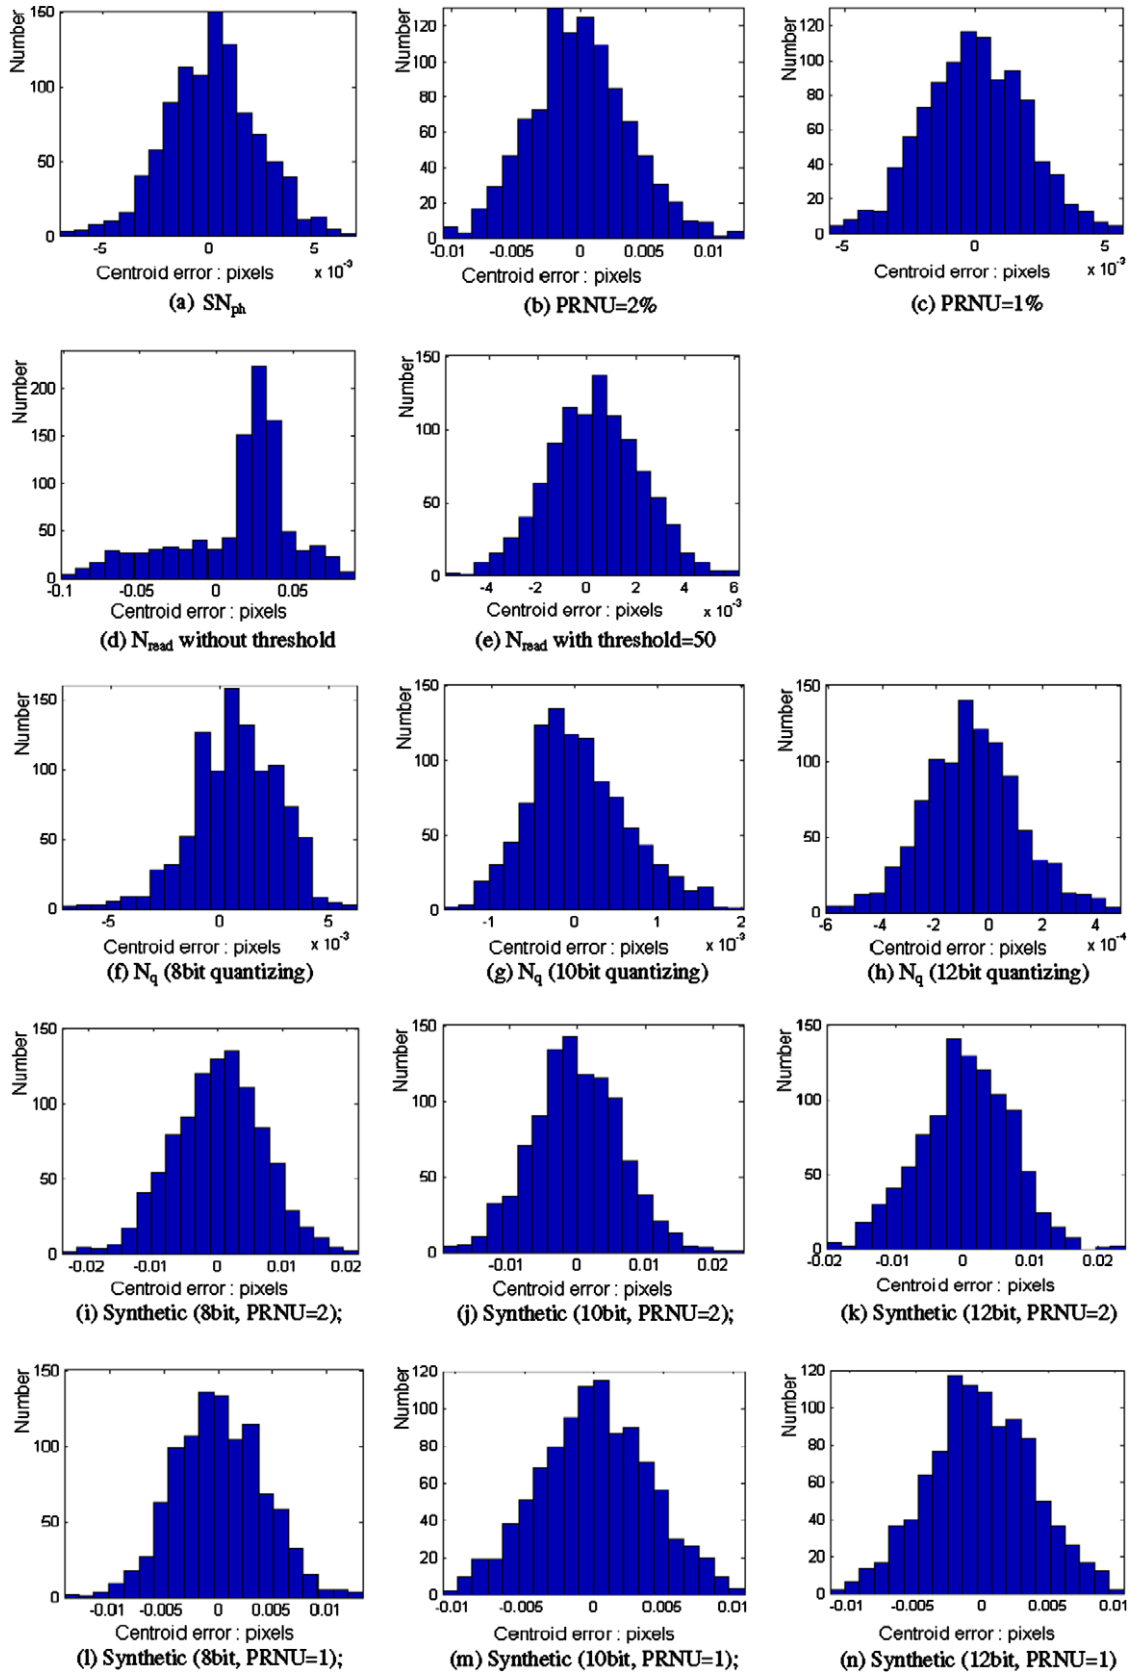 150
100
50
0
Number
-5 0 5
x 10⁻³
Centroid error : pixels
(a) SNph
120
100
80
60
40
20
0
Number
-0.01 -0.005 0 0.005 0.01
Centroid error : pixels
(b) PRNU=2%
120
100
80
60
40
20
0
Number
-5 0 5
x 10⁻³
Centroid error : pixels
(c) PRNU=1%
200
150
100
50
0
Number
-0.1 -0.05 0 0.05
Centroid error : pixels
(d) Nread without threshold
150
100
50
0
Number
-4 -2 0 2 4 6
x 10⁻³
Centroid error : pixels
(e) Nread with threshold=50
150
100
50
0
Number
-5 0 5
x 10⁻³
Centroid error : pixels
(f) Nq (8bit quantizing)
150
100
50
0
Number
-1 0 1 2
x 10⁻³
Centroid error : pixels
(g) Nq (10bit quantizing)
150
100
50
0
Number
-6 -4 -2 0 2 4
x 10⁻⁴
Centroid error : pixels
(h) Nq (12bit quantizing)
150
100
50
0
Number
-0.02 -0.01 0 0.01 0.02
Centroid error : pixels
(i) Synthetic (8bit, PRNU=2);
150
100
50
0
Number
-0.01 0 0.01 0.02
Centroid error : pixels
(j) Synthetic (10bit, PRNU=2);
150
100
50
0
Number
-0.02 -0.01 0 0.01 0.02
Centroid error : pixels
(k) Synthetic (12bit, PRNU=2)
150
100
50
0
Number
-0.01 -0.005 0 0.005 0.01
Centroid error : pixels
(l) Synthetic (8bit, PRNU=1);
120
100
80
60
40
20
0
Number
-0.01 -0.005 0 0.005 0.01
Centroid error : pixels
(m) Synthetic (10bit, PRNU=1);
120
100
80
60
40
20
0
Number
-0.01 -0.005 0 0.005 0.01
Centroid error : pixels
(n) Synthetic (12bit, PRNU=1)